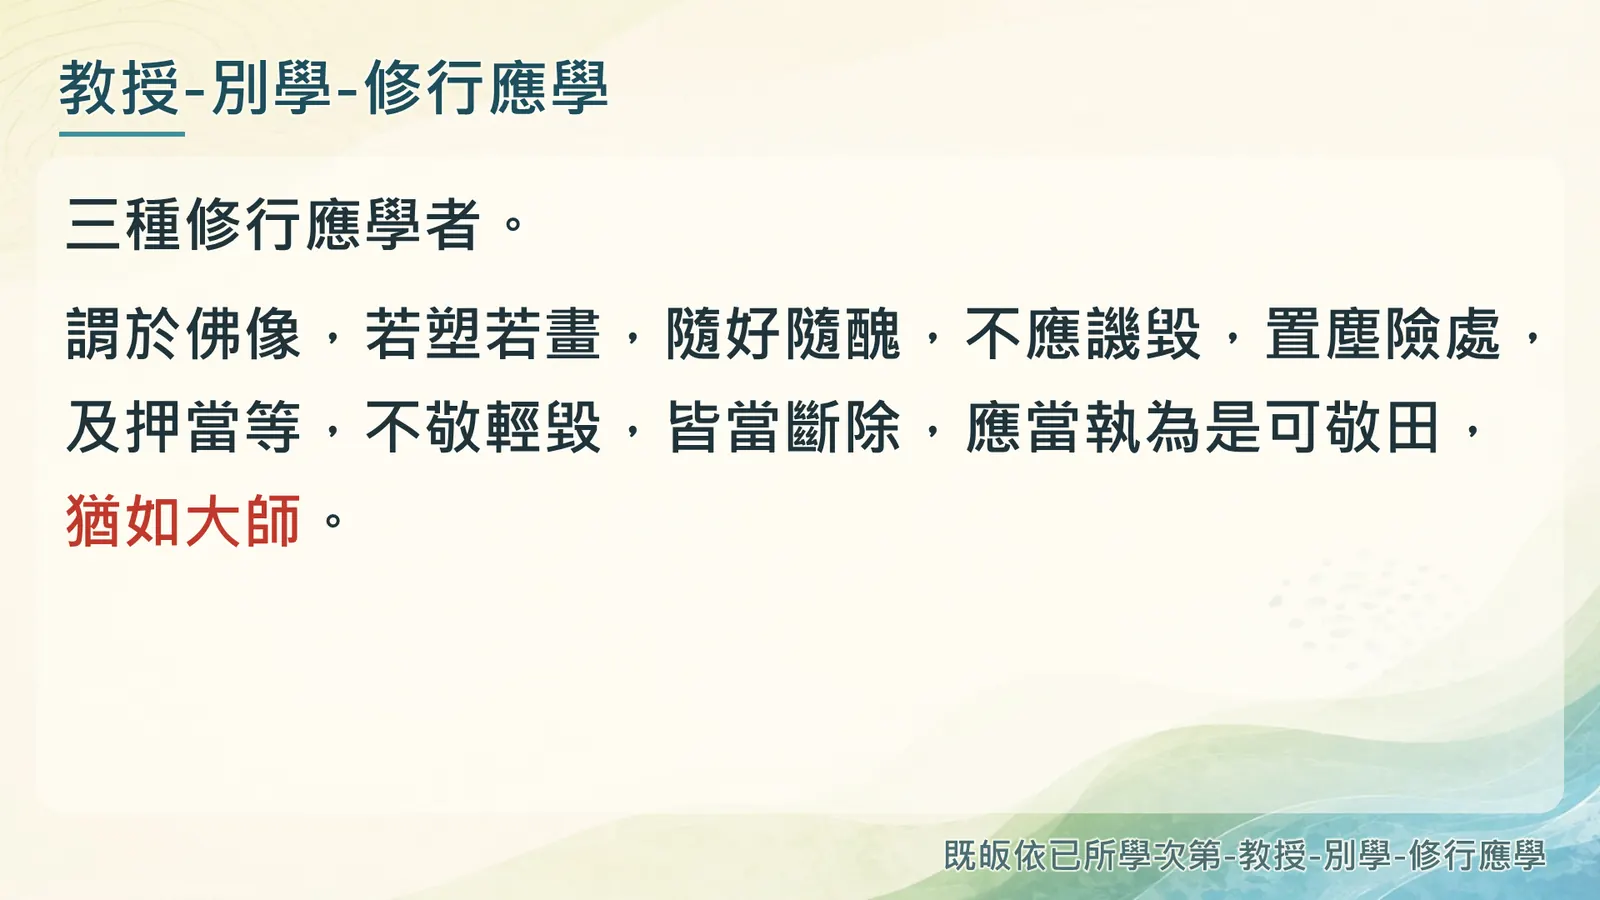 教授-別學-修行應學
三種修行應學者。
謂於佛像，若塑若畫，隨好隨醜，不應譏毀，置塵險處，
及押當等，不敬輕毀，皆當斷除，應當執為是可敬田，
猶如大師。
既皈依已所學次第-教授-別學-修行應學